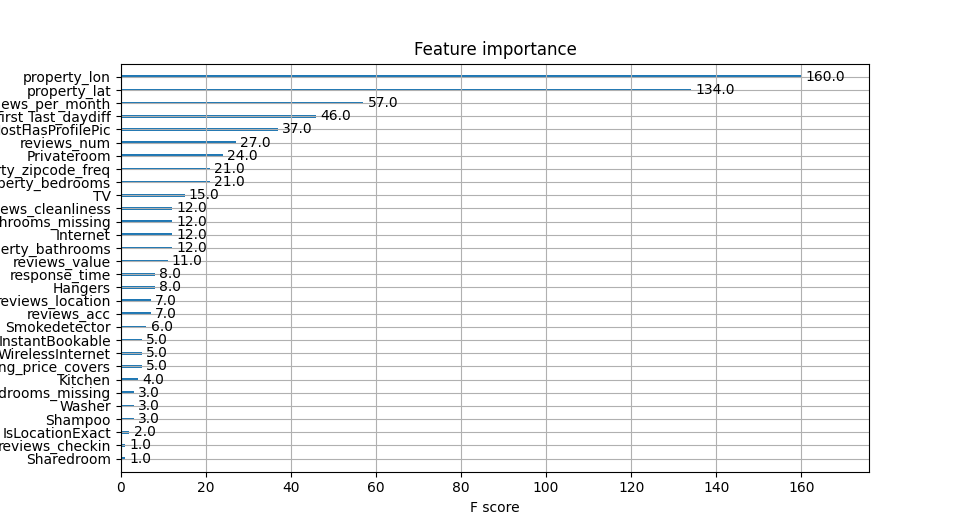 Feature importance
property_lon 160.0
property_lat 134.0
ews_per_month 57.0
first_last_daydiff 46.0
ostHasProfilePic 37.0
reviews_num 27.0
Privateroom 24.0
rty_zipcode_freq 21.0
perty_bedrooms 21.0
TV 15.0
ews_cleanliness 12.0
hrooms_missing 12.0
Internet 12.0
erty_bathrooms 12.0
reviews_value 11.0
response_time 8.0
Hangers 8.0
reviews_location 7.0
reviews_acc 7.0
Smokedetector 6.0
InstantBookable 5.0
WirelessInternet 5.0
ng_price_covers 5.0
Kitchen 4.0
drooms_missing 3.0
Washer 3.0
Shampoo 3.0
IsLocationExact 2.0
reviews_checkin 1.0
Sharedroom 1.0
0 20 40 60 80 100 120 140 160
F score